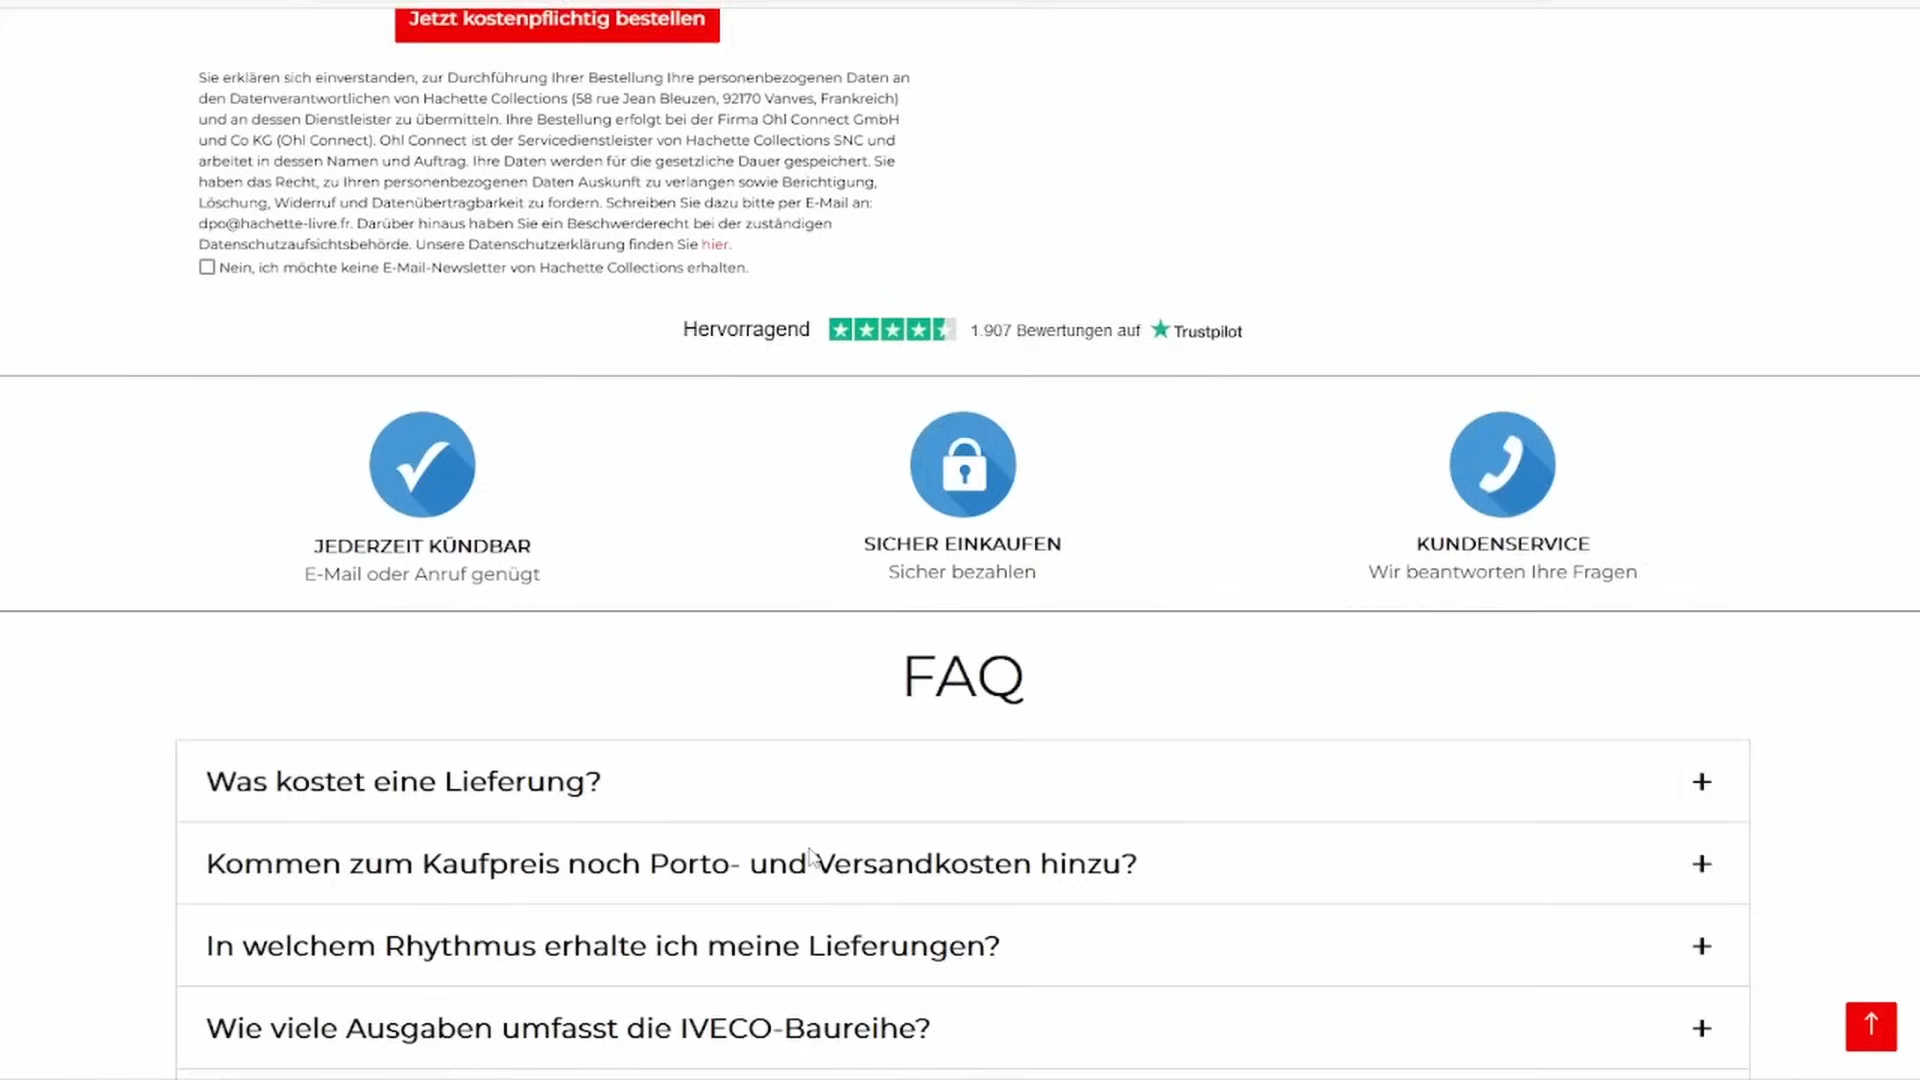 Jetzt kostenpflichtig bestellen
Sie erklären sich einverstanden, zur Durchführung Ihrer Bestellung Ihre personenbezogenen Daten an
den Datenverantwortlichen von Hachette Collections (58 rue Jean Bleuzen, 92170 Vanves, Frankreich)
und an dessen Dienstleister zu übermitteln. Ihre Bestellung erfolgt bei der Firma Ohl Connect GmbH
und Co KG (Ohl Connect). Ohl Connect ist der Servicedienstleister von Hachette Collections SNC und
arbeitet in dessen Namen und Auftrag. Ihre Daten werden für die gesetzliche Dauer gespeichert. Sie
haben das Recht, zu Ihren personenbezogenen Daten Auskunft zu verlangen sowie Berichtigung,
Löschung, Widerruf und Datenübertragbarkeit zu fordern. Schreiben Sie dazu bitte per E-Mail an:
dpo@hachette-livre.fr. Darüber hinaus haben Sie ein Beschwerderecht bei der zuständigen
Datenschutzaufsichtsbehörde. Unsere Datenschutzerklärung finden Sie hier.
Nein, ich möchte keine E-Mail-Newsletter von Hachette Collections erhalten.
Hervorragend 1.907 Bewertungen auf Trustpilot
JEDERZEIT KÜNDBAR
E-Mail oder Anruf genügt
SICHER EINKAUFEN
Sicher bezahlen
KUNDENSERVICE
Wir beantworten Ihre Fragen
FAQ
Was kostet eine Lieferung? +
Kommen zum Kaufpreis noch Porto- und Versandkosten hinzu? +
In welchem Rhythmus erhalte ich meine Lieferungen? +
Wie viele Ausgaben umfasst die IVECO-Baureihe? +